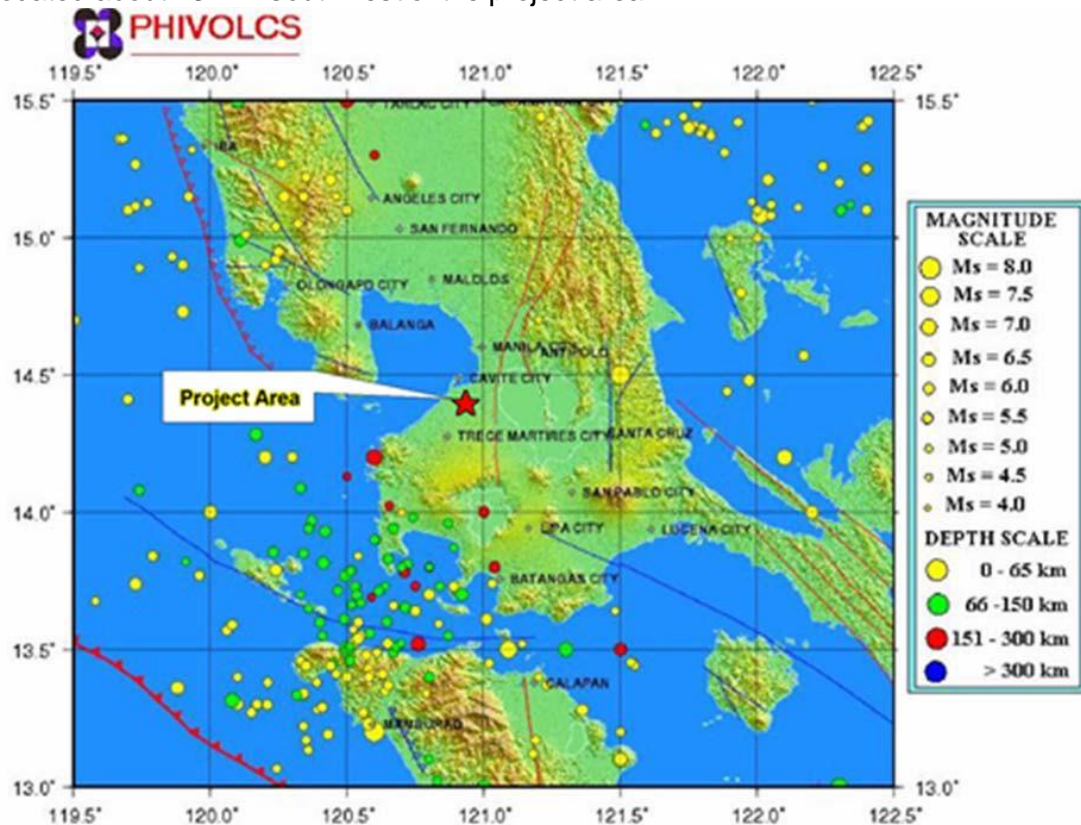 PHIVOLCS
119.5° 120.0° 120.5° 121.0° 121.5° 122.0° 122.5°
15.5° 15.5°
TARLAC CITY
IBA
ANGELES CITY
SAN FERNANDO
15.0° 15.0°
OLONGAPO CITY
MALOLOS
BALANGA
MANILA CITY
ANTIPOLO
14.5° 14.5°
CAVITE CITY
Project Area
TRECE MARTIRES CITY
SANTA CRUZ
SAN PABLO CITY
14.0° 14.0°
LIPA CITY
LUCENA CITY
BATANGAS CITY
13.5° 13.5°
CALAPAN
MAMBURAO
13.0° 13.0°
119.5° 120.0° 120.5° 121.0° 121.5° 122.0° 122.5°
MAGNITUDE
SCALE
Ms = 8.0
Ms = 7.5
Ms = 7.0
Ms = 6.5
Ms = 6.0
Ms = 5.5
Ms = 5.0
Ms = 4.5
Ms = 4.0
DEPTH SCALE
0 - 65 km
66 -150 km
151 - 300 km
> 300 km